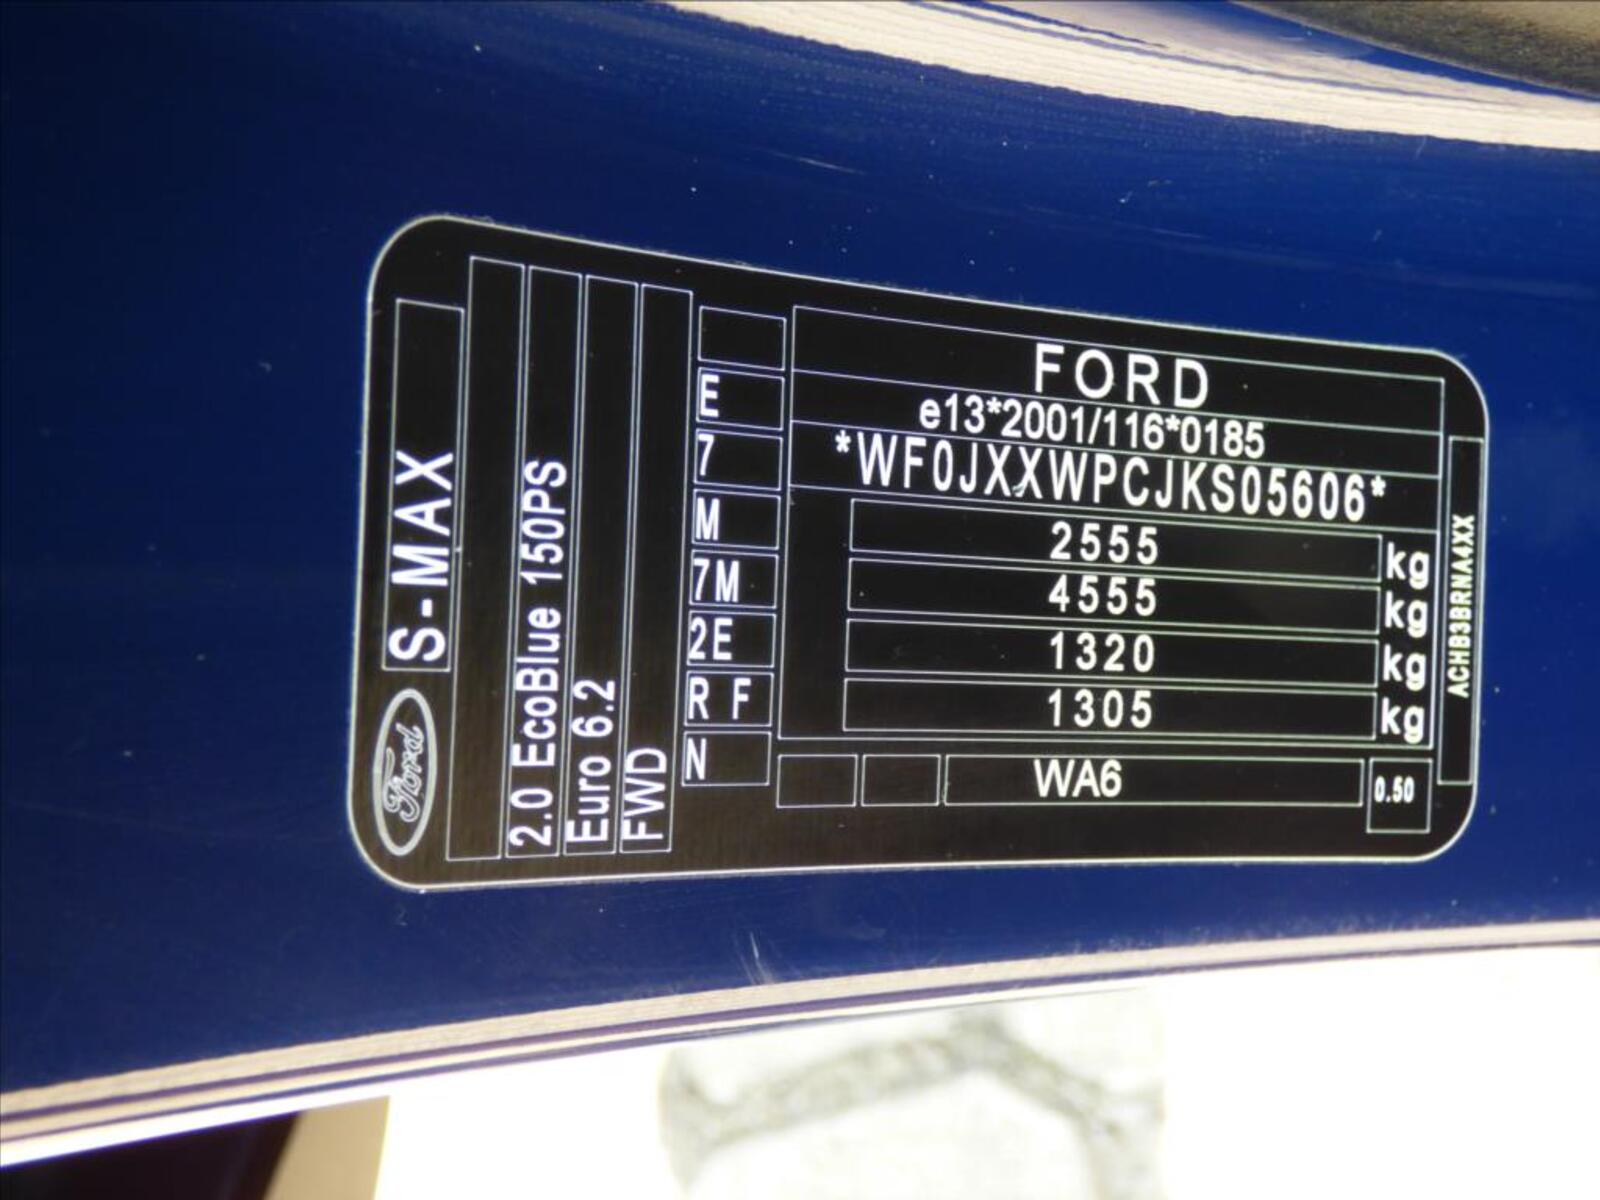 Ford
S-MAX
2.0 EcoBlue 150PS
Euro 6.2
FWD
E
7
M
7M
2E
R F
N
FORD
e13*2001/116*0185
*WF0JXXWPCJKS05606*
2555 kg
4555 kg
1320 kg
1305 kg
WA6
0.50
ACHB3BRNA4XX